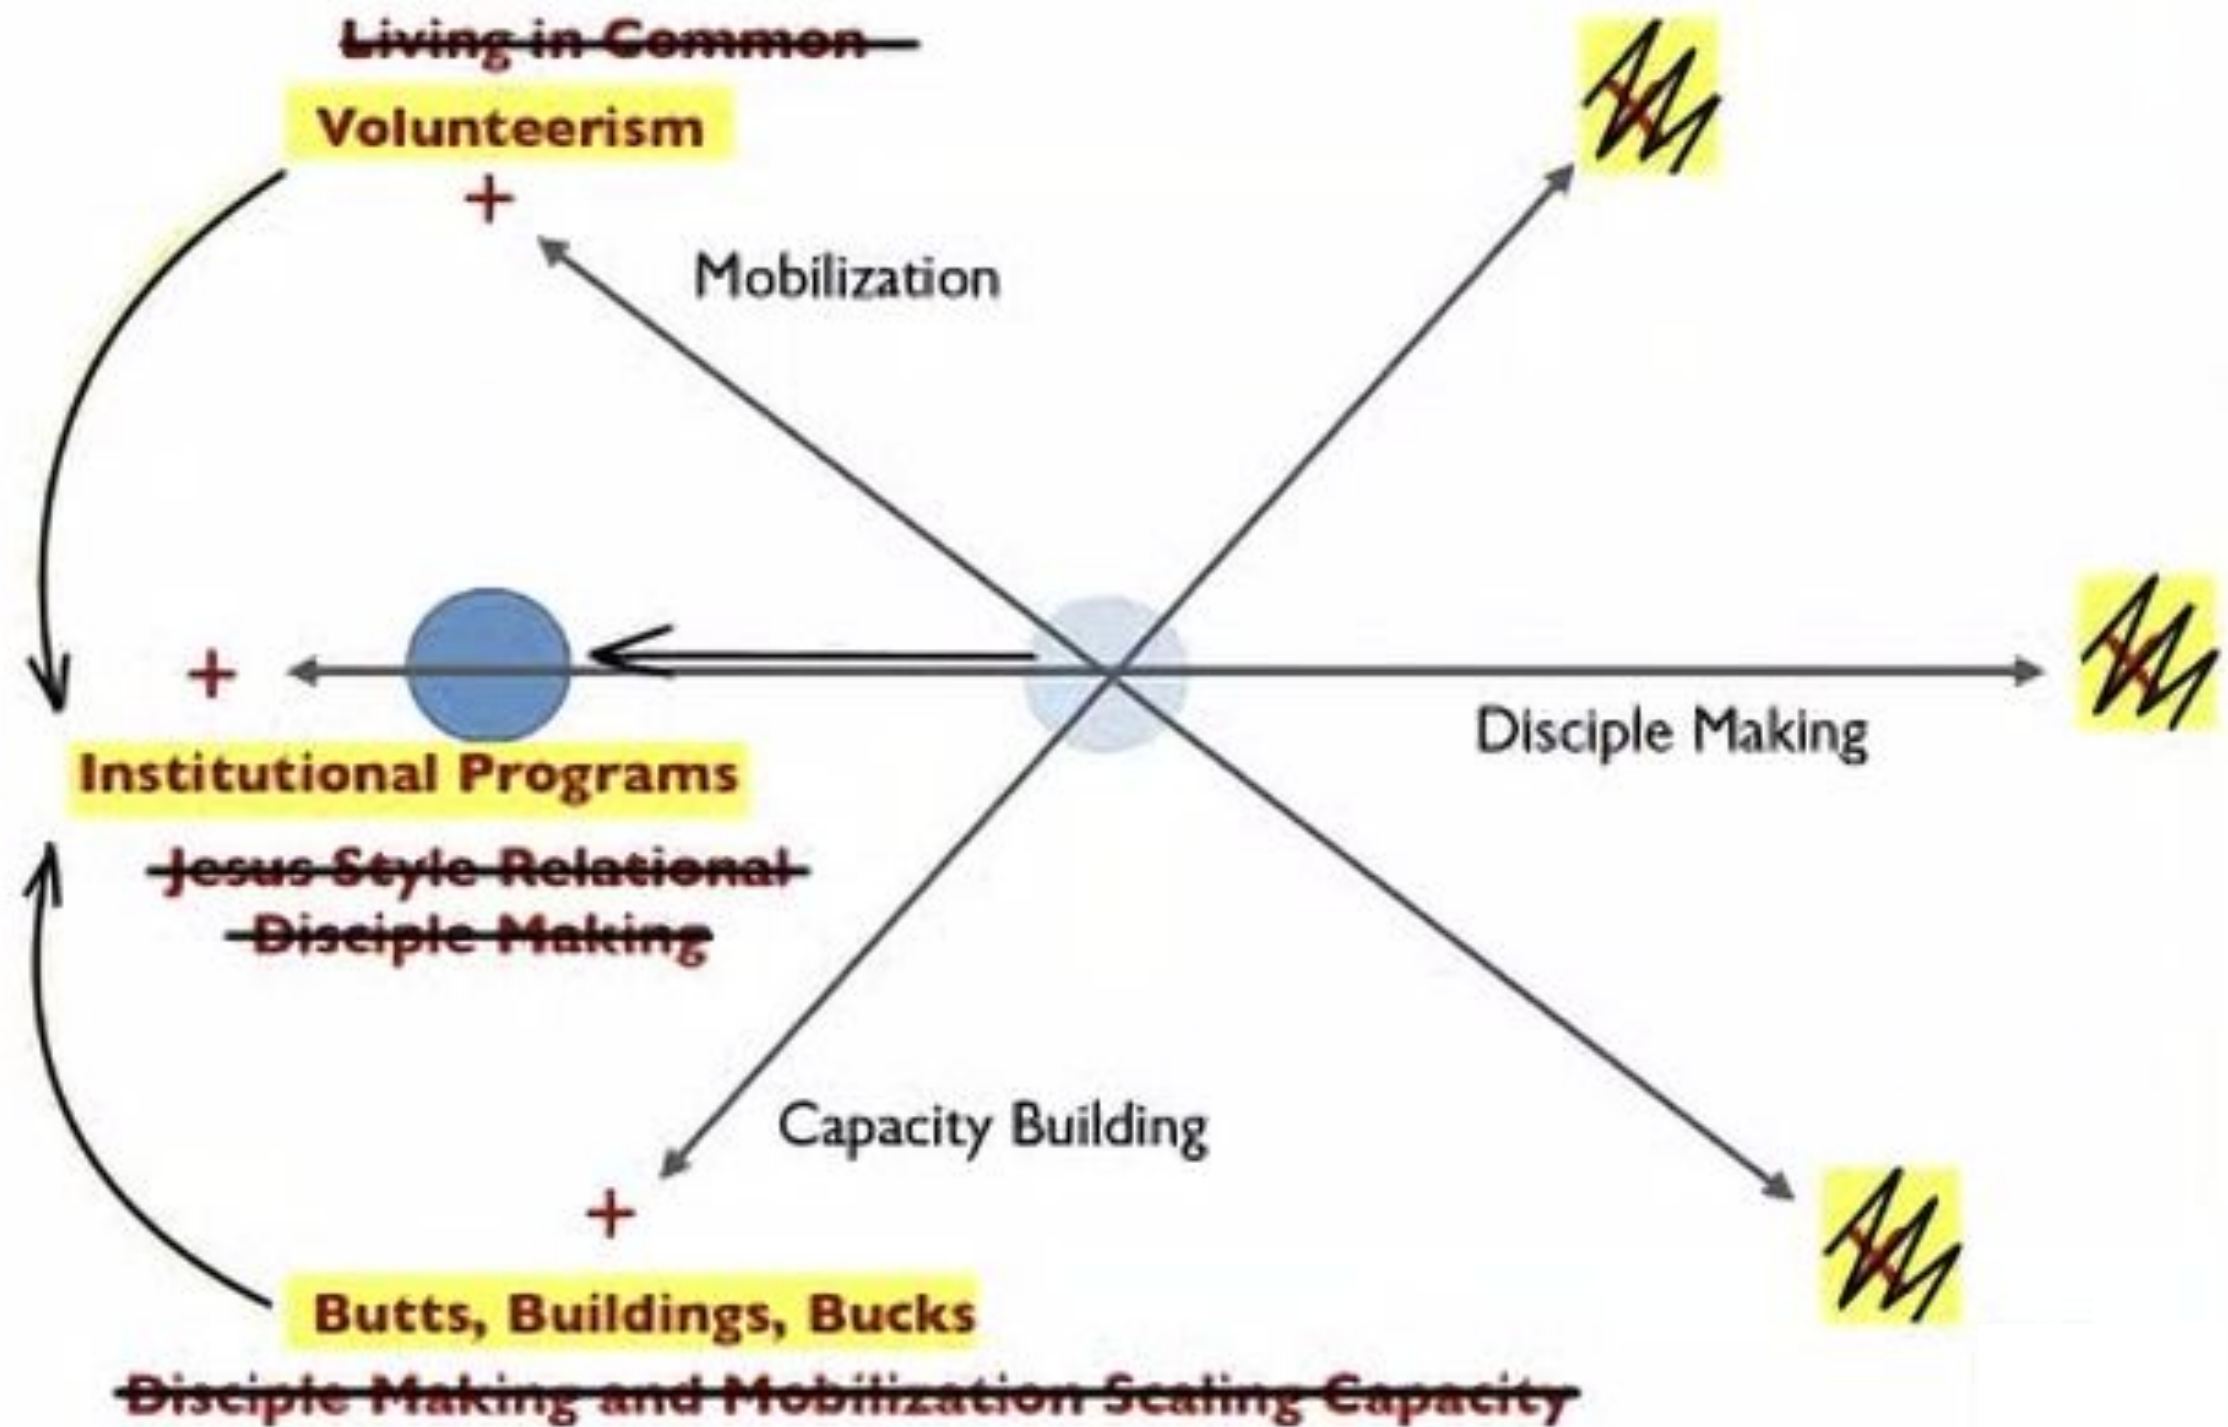 Living in Common
Volunteerism
+
Mobilization
+
Disciple Making
Institutional Programs
Jesus Style Relational
Disciple Making
Capacity Building
+
Butts, Buildings, Bucks
Disciple Making and Mobilization Scaling Capacity